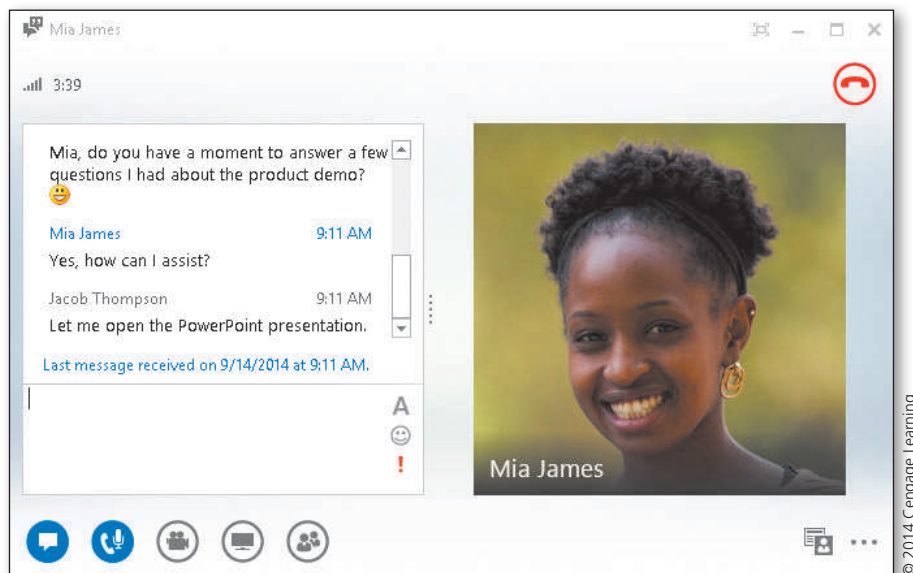 Mia James
3:39
Mia, do you have a moment to answer a few
questions I had about the product demo?
Mia James 9:11 AM
Yes, how can I assist?
Jacob Thompson 9:11 AM
Let me open the PowerPoint presentation.
Last message received on 9/14/2014 at 9:11 AM.
A
!
Mia James
© 2014 Cengage Learning